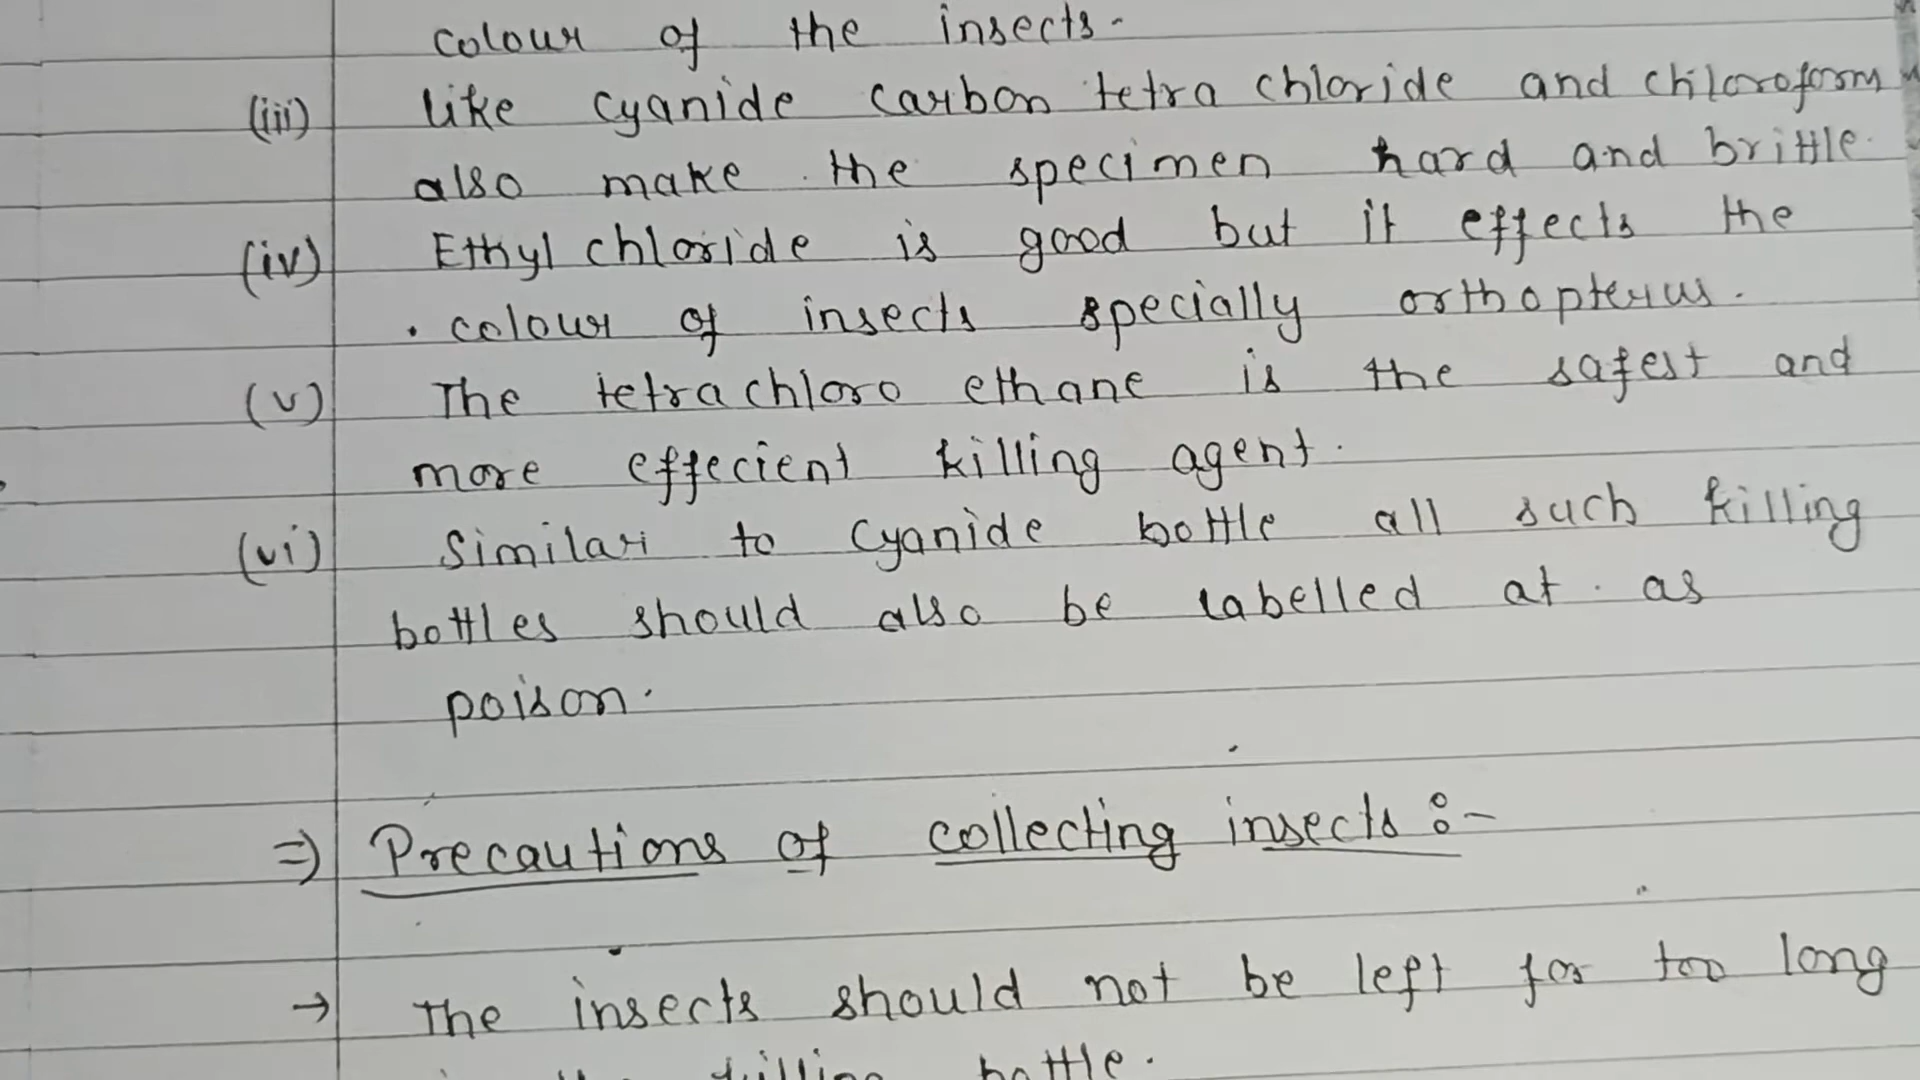 colour of the insects-
(iii) like cyanide carbon tetra chloride and chloroform
also make the specimen hard and brittle.
(iv) Ethyl chloride is good but it effects the
colour of insects specially orthopterus.
(v) The tetrachloro ethane is the safest and
more effecient killing agent.
(vi) Similar to cyanide bottle all such killing
bottles should also be labelled at as
poison.
⇒ Precautions of collecting insects :-
→ The insects should not be left for too long
killing bottle.